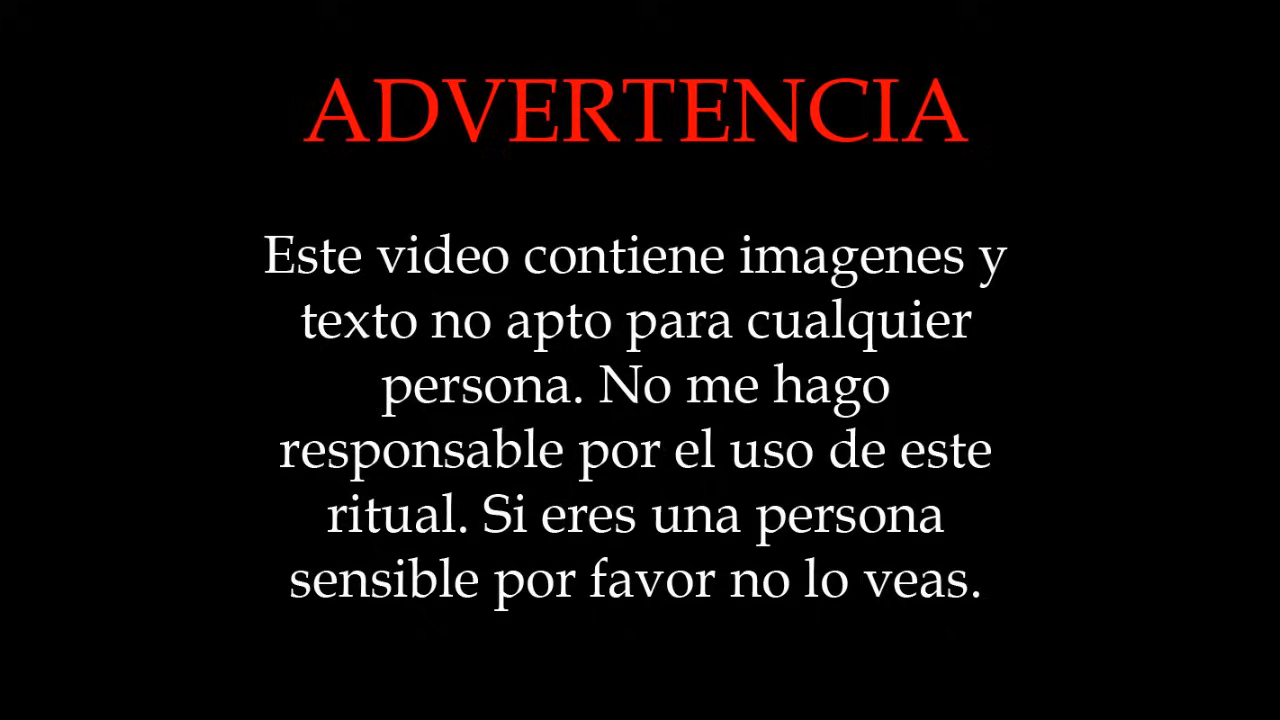 ADVERTENCIA
Este video contiene imagenes y
texto no apto para cualquier
persona. No me hago
responsable por el uso de este
ritual. Si eres una persona
sensible por favor no lo veas.